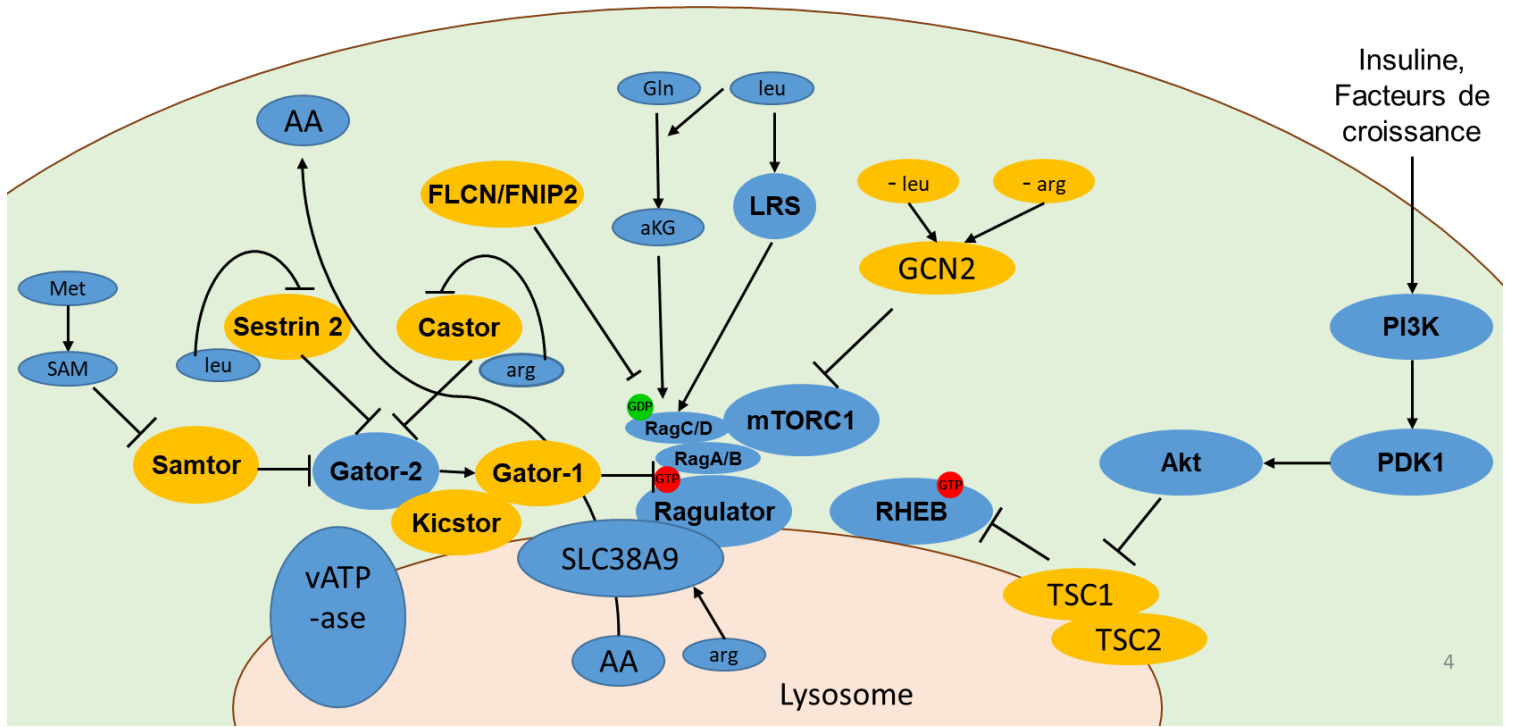 Insuline,
Facteurs de
croissance
Gln
leu
AA
FLCN/FNIP2
LRS
- leu
- arg
aKG
GCN2
Met
Sestrin 2
Castor
PI3K
SAM
leu
arg
GDP
RagC/D
mTORC1
RagA/B
Samtor
Gator-2
Gator-1
GTP
Akt
PDK1
Kicstor
Ragulator
RHEB
GTP
vATP
-ase
SLC38A9
TSC1
TSC2
AA
arg
4
Lysosome